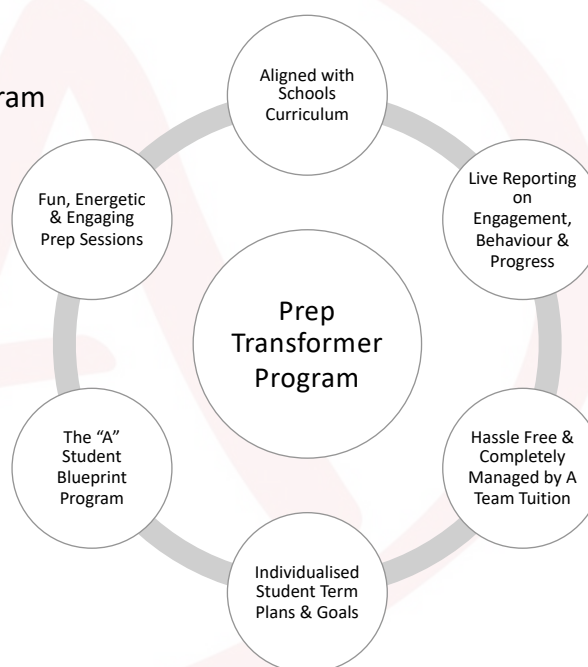 ram
Aligned with
Schools
Curriculum
Live Reporting
on
Engagement,
Behaviour &
Progress
Hassle Free &
Completely
Managed by A
Team Tuition
Individualised
Student Term
Plans & Goals
The “A”
Student
Blueprint
Program
Fun, Energetic
& Engaging
Prep Sessions
Prep
Transformer
Program